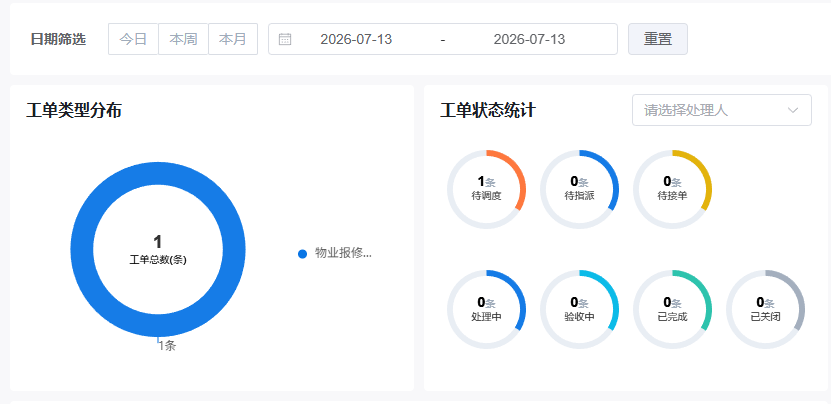 日期筛选 今日 本周 本月 2026-07-13 - 2026-07-13 重置
工单类型分布
1
工单总数(条)
物业报修...
1条
工单状态统计 请选择处理人
1条 0条 0条
待调度 待指派 待接单
0条 0条 0条 0条
处理中 验收中 已完成 已关闭